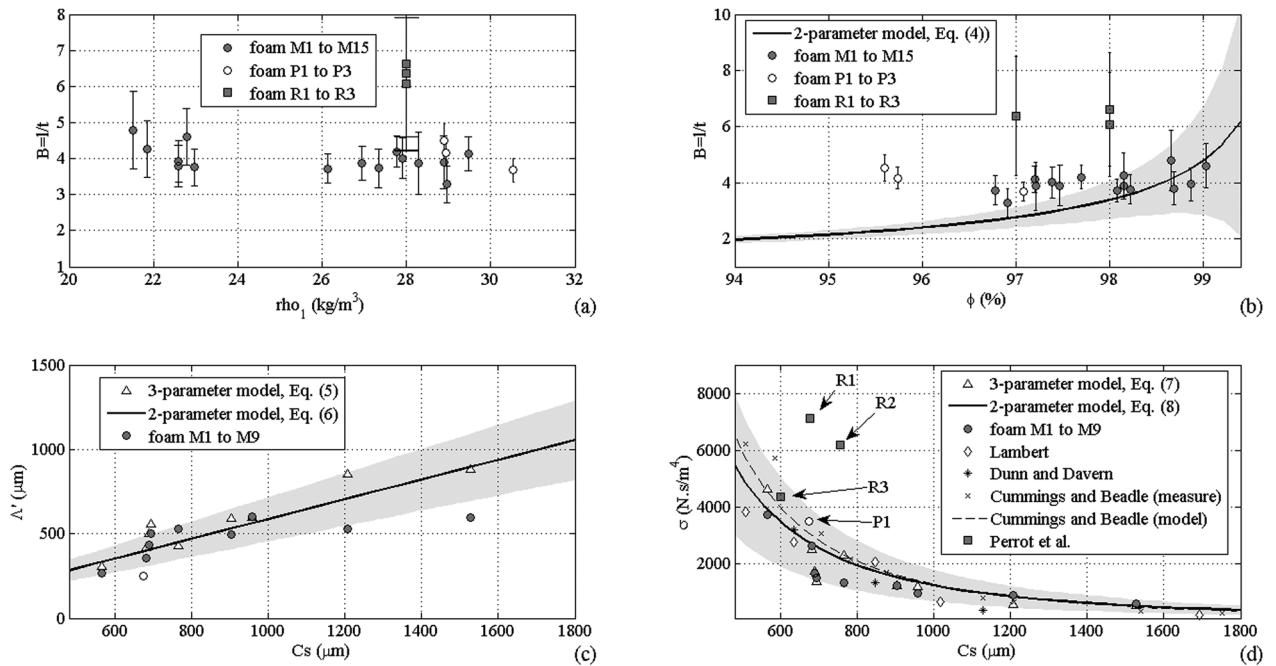 8
7
6
5
4
3
2
1
B=l/t
foam M1 to M15
foam P1 to P3
foam R1 to R3
20 22 24 26 28 30 32
rho1 (kg/m3)
(a)
10
8
6
4
2
B=l/t
2-parameter model, Eq. (4))
foam M1 to M15
foam P1 to P3
foam R1 to R3
94 95 96 97 98 99
ϕ (%)
(b)
1500
1000
500
0
Λ' (μm)
3-parameter model, Eq. (5)
2-parameter model, Eq. (6)
foam M1 to M9
600 800 1000 1200 1400 1600 1800
Cs (μm)
(c)
8000
6000
4000
2000
σ (N.s/m4)
R1
R2
R3
P1
3-parameter model, Eq. (7)
2-parameter model, Eq. (8)
foam M1 to M9
Lambert
Dunn and Davern
Cummings and Beadle (measure)
Cummings and Beadle (model)
Perrot et al.
600 800 1000 1200 1400 1600 1800
Cs (μm)
(d)